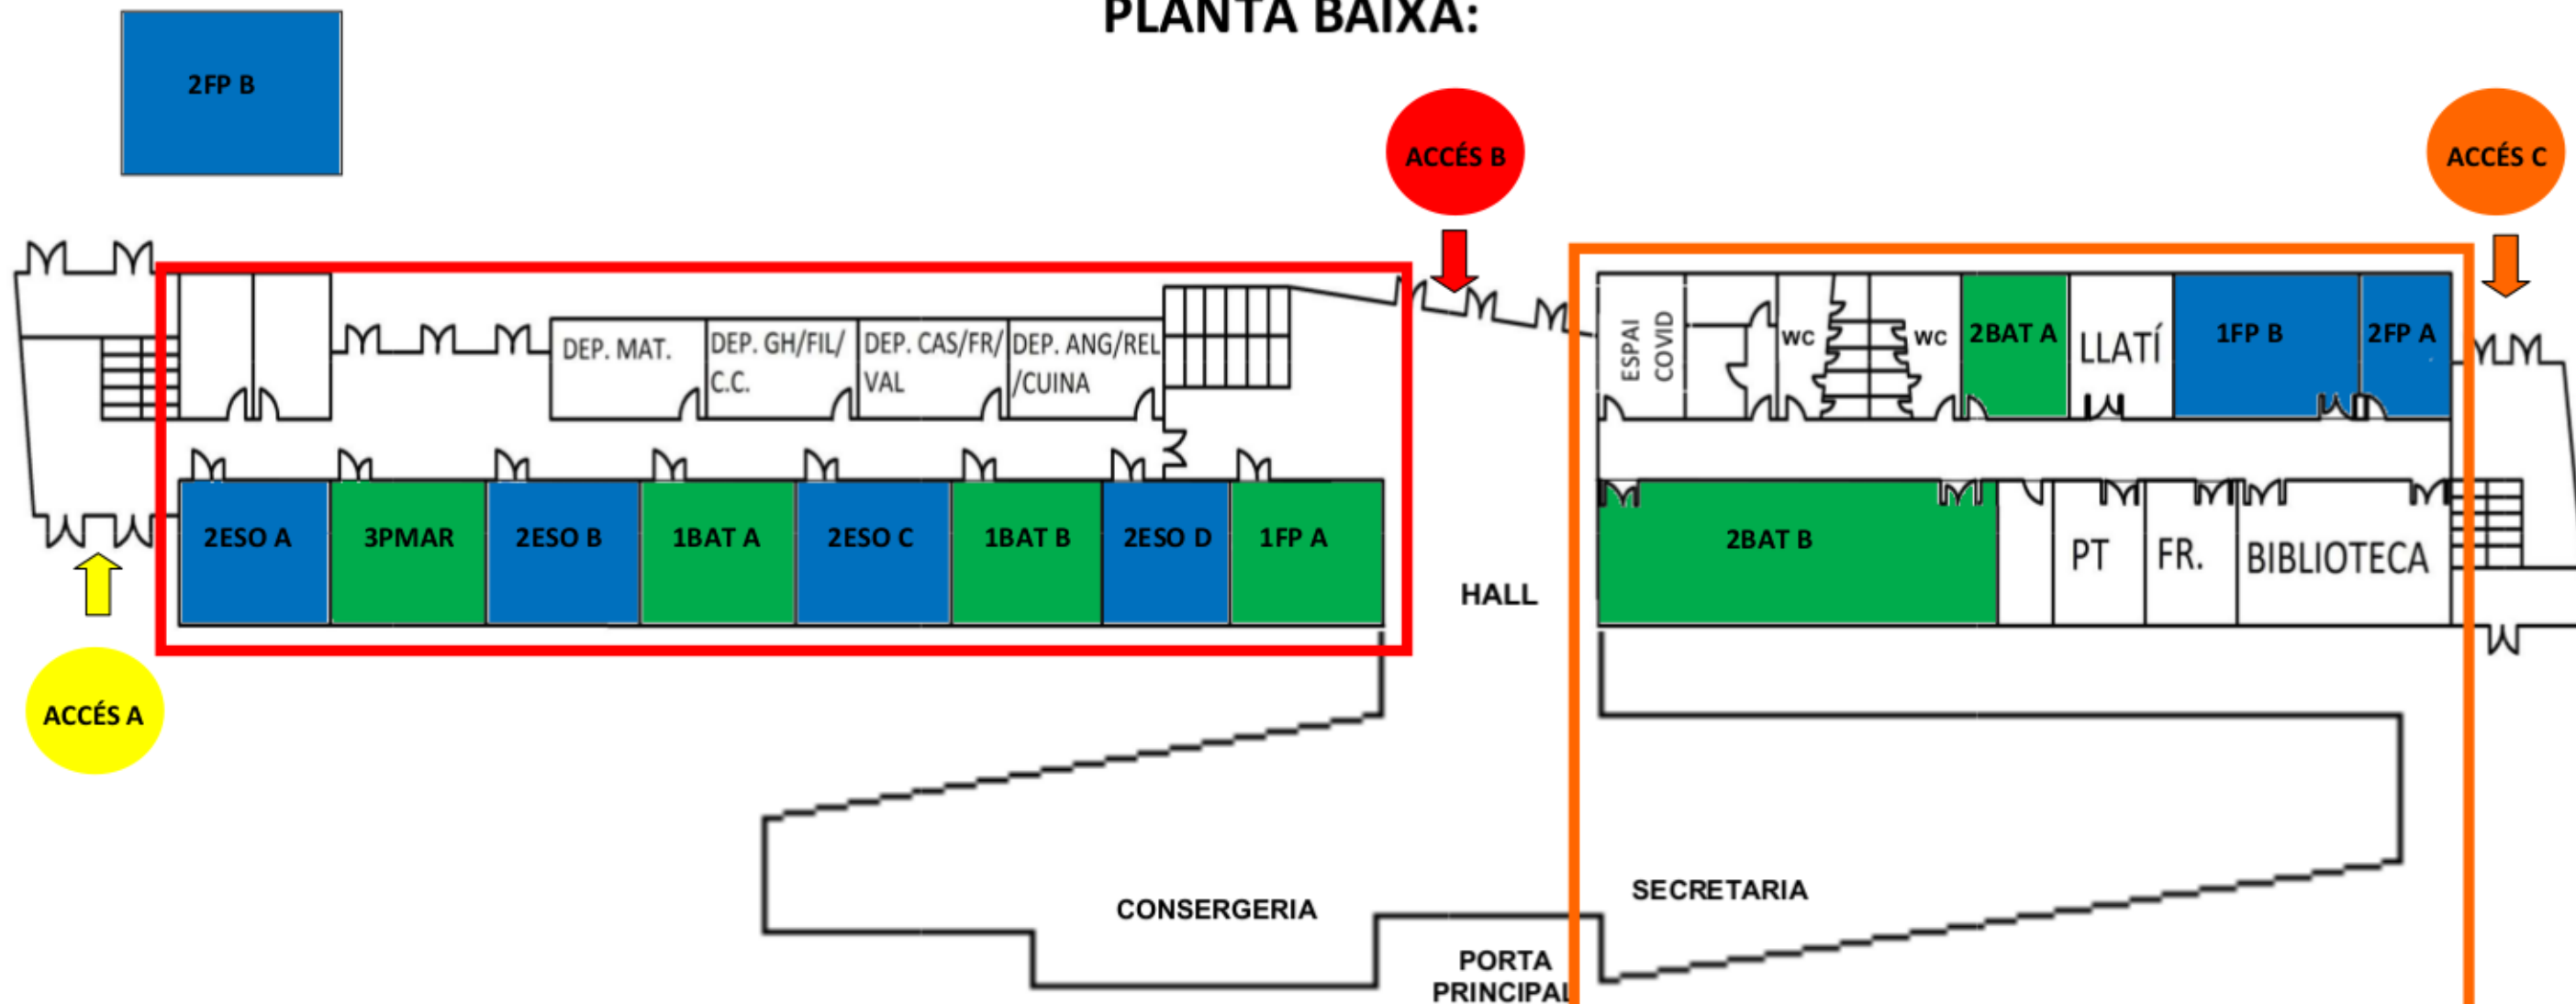 PLANTA BAIXA:
2FP B
ACCÉS B
ACCÉS C
DEP. MAT.
DEP. GH/FIL/
C.C.
DEP. CAS/FR/
VAL
DEP. ANG/REL
/CUINA
ESPAI
COVID
WC
WC
2BAT A
LLATÍ
1FP B
2FP A
2ESO A
3PMAR
2ESO B
1BAT A
2ESO C
1BAT B
2ESO D
1FP A
HALL
2BAT B
PT
FR.
BIBLIOTECA
ACCÉS A
CONSERGERIA
SECRETARIA
PORTA
PRINCIPAL